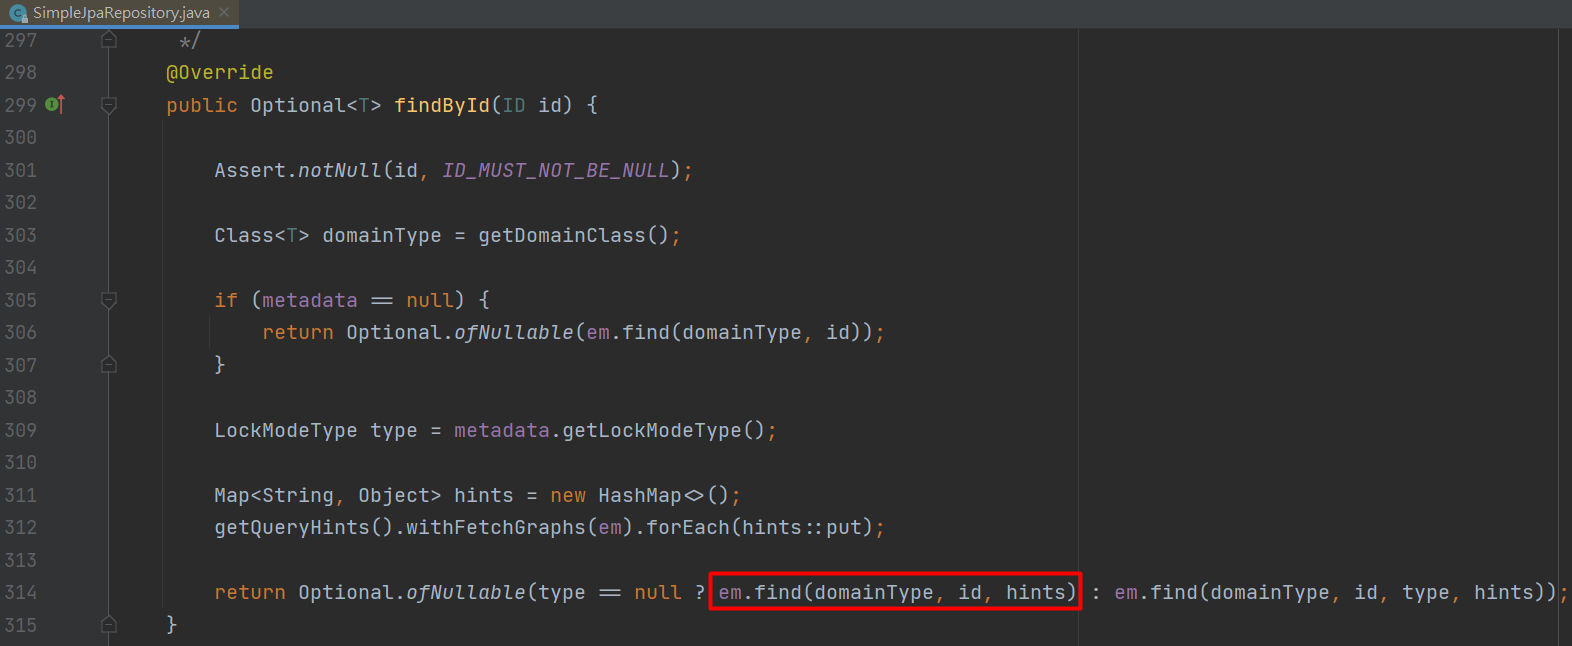 SimpleJpaRepository.java
297 */
298 @Override
299 public Optional<T> findById(ID id) {
300
301 Assert.notNull(id, ID_MUST_NOT_BE_NULL);
302
303 Class<T> domainType = getDomainClass();
304
305 if (metadata == null) {
306 return Optional.ofNullable(em.find(domainType, id));
307 }
308
309 LockModeType type = metadata.getLockModeType();
310
311 Map<String, Object> hints = new HashMap<>();
312 getQueryHints().withFetchGraphs(em).forEach(hints::put);
313
314 return Optional.ofNullable(type == null ? em.find(domainType, id, hints) : em.find(domainType, id, type, hints));
315 }